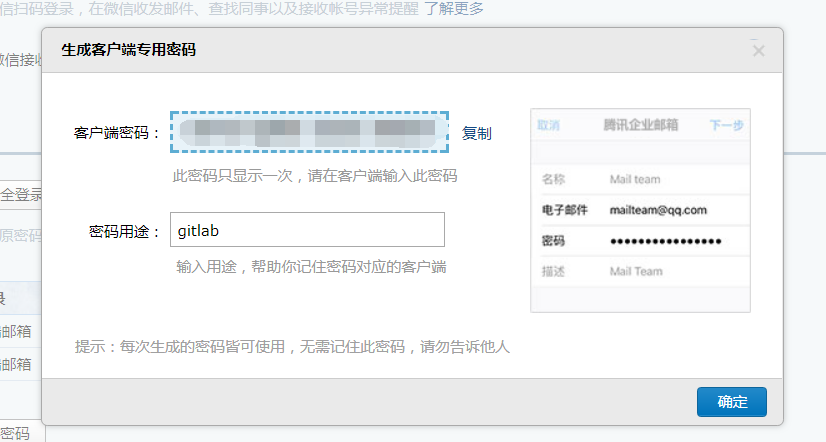 信扫码登录，在微信收发邮件、查找同事以及接收帐号异常提醒 了解更多
微信接收
生成客户端专用密码
客户端密码：
复制
此密码只显示一次，请在客户端输入此密码
密码用途：
gitlab
输入用途，帮助你记住密码对应的客户端
取消
腾讯企业邮箱
下一步
名称
Mail team
电子邮件
mailteam@qq.com
密码
●●●●●●●●●●●●●●●●
描述
Mail Team
提示：每次生成的密码皆可使用，无需记住此密码，请勿告诉他人
确定
全登录
原密码
录
邮箱
邮箱
密码